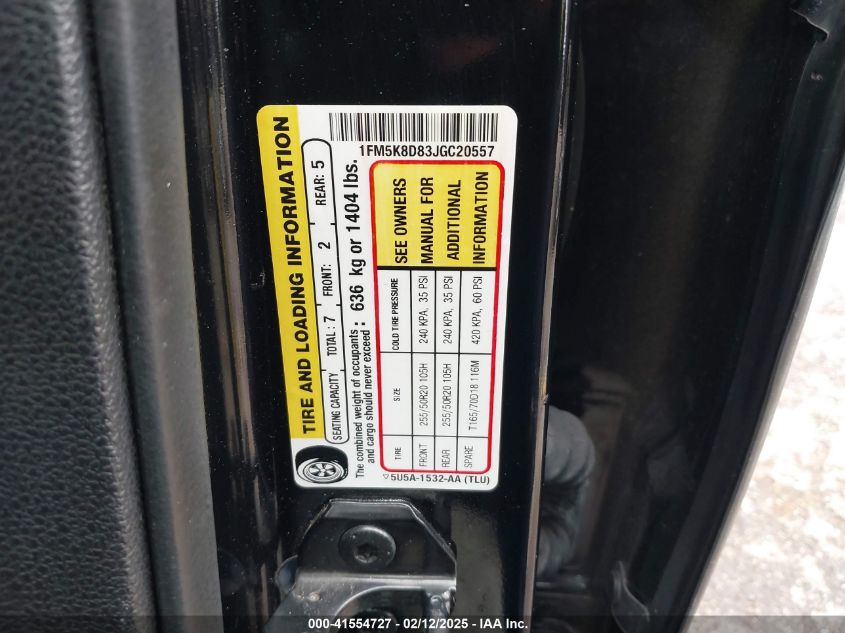 TIRE AND LOADING INFORMATION
SEATING CAPACITY TOTAL: 7 FRONT: 2 REAR: 5
The combined weight of occupants
and cargo should never exceed : 636 kg or 1404 lbs.
1FM5K8D83JGC20557
TIRE SIZE COLD TIRE PRESSURE SEE OWNERS
FRONT 255/50R20 105H 240 KPA, 35 PSI MANUAL FOR
REAR 255/50R20 105H 240 KPA, 35 PSI ADDITIONAL
SPARE T165/70D18 116M 420 KPA, 60 PSI INFORMATION
5U5A-1532-AA (TLU)
000-41554727 - 02/12/2025 - IAA Inc.